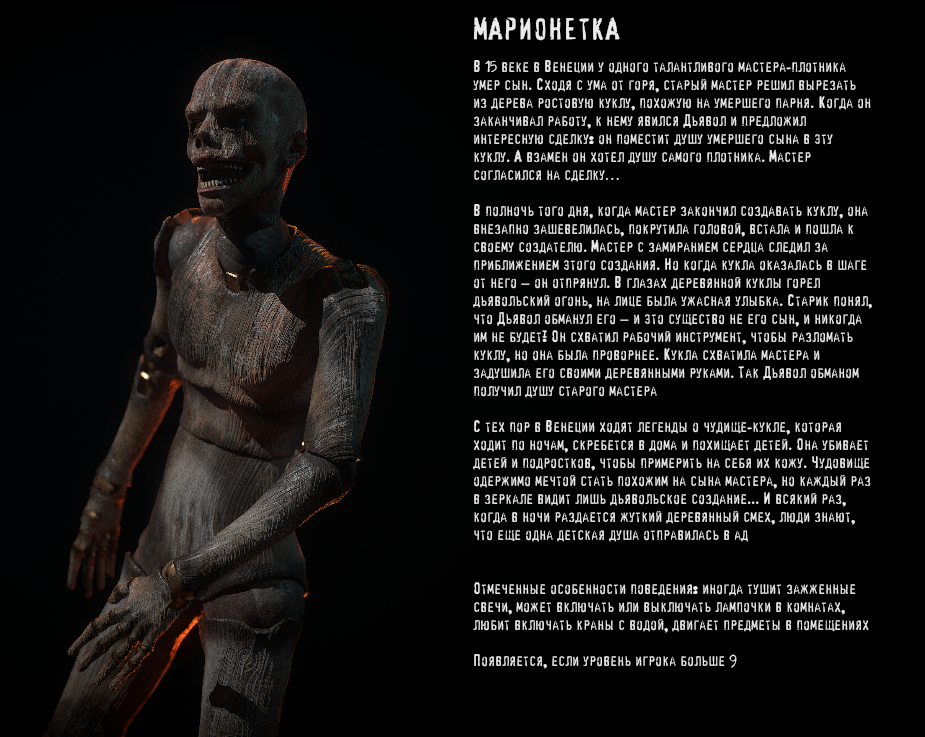 МАРИОНЕТКА
В 15 ВЕКЕ В ВЕНЕЦИИ У ОДНОГО ТАЛАНТЛИВОГО МАСТЕРА-ПЛОТНИКА
УМЕР СЫН. СХОДЯ С УМА ОТ ГОРЯ, СТАРЫЙ МАСТЕР РЕШИЛ ВЫРЕЗАТЬ
ИЗ ДЕРЕВА РОСТОВУЮ КУКЛУ, ПОХОЖУЮ НА УМЕРШЕГО ПАРНЯ. КОГДА ОН
ЗАКАНЧИВАЛ РАБОТУ, К НЕМУ ЯВИЛСЯ ДЬЯВОЛ И ПРЕДЛОЖИЛ
ИНТЕРЕСНУЮ СДЕЛКУ: ОН ПОМЕСТИТ ДУШУ УМЕРШЕГО СЫНА В ЭТУ
КУКЛУ. А ВЗАМЕН ОН ХОТЕЛ ДУШУ САМОГО ПЛОТНИКА. МАСТЕР
СОГЛАСИЛСЯ НА СДЕЛКУ...
В ПОЛНОЧЬ ТОГО ДНЯ, КОГДА МАСТЕР ЗАКОНЧИЛ СОЗДАВАТЬ КУКЛУ, ОНА
ВНЕЗАПНО ЗАШЕВЕЛИЛАСЬ, ПОКРУТИЛА ГОЛОВОЙ, ВСТАЛА И ПОШЛА К
СВОЕМУ СОЗДАТЕЛЮ. МАСТЕР С ЗАМИРАНИЕМ СЕРДЦА СЛЕДИЛ ЗА
ПРИБЛИЖЕНИЕМ ЭТОГО СОЗДАНИЯ. НО КОГДА КУКЛА ОКАЗАЛАСЬ В ШАГЕ
ОТ НЕГО – ОН ОТПРЯНУЛ. В ГЛАЗАХ ДЕРЕВЯННОЙ КУКЛЫ ГОРЕЛ
ДЬЯВОЛЬСКИЙ ОГОНЬ, НА ЛИЦЕ БЫЛА УЖАСНАЯ УЛЫБКА. СТАРИК ПОНЯЛ,
ЧТО ДЬЯВОЛ ОБМАНУЛ ЕГО – И ЭТО СУЩЕСТВО НЕ ЕГО СЫН, И НИКОГДА
ИМ НЕ БУДЕТ! ОН СХВАТИЛ РАБОЧИЙ ИНСТРУМЕНТ, ЧТОБЫ РАЗЛОМАТЬ
КУКЛУ, НО ОНА БЫЛА ПРОВОРНЕЕ. КУКЛА СХВАТИЛА МАСТЕРА И
ЗАДУШИЛА ЕГО СВОИМИ ДЕРЕВЯННЫМИ РУКАМИ. ТАК ДЬЯВОЛ ОБМАНОМ
ПОЛУЧИЛ ДУШУ СТАРОГО МАСТЕРА
С ТЕХ ПОР В ВЕНЕЦИИ ХОДЯТ ЛЕГЕНДЫ О ЧУДИЩЕ-КУКЛЕ, КОТОРАЯ
ХОДИТ ПО НОЧАМ, СКРЕБЕТСЯ В ДОМА И ПОХИЩАЕТ ДЕТЕЙ. ОНА УБИВАЕТ
ДЕТЕЙ И ПОДРОСТКОВ, ЧТОБЫ ПРИМЕРИТЬ НА СЕБЯ ИХ КОЖУ. ЧУДОВИЩЕ
ОДЕРЖИМО МЕЧТОЙ СТАТЬ ПОХОЖИМ НА СЫНА МАСТЕРА, НО КАЖДЫЙ РАЗ
В ЗЕРКАЛЕ ВИДИТ ЛИШЬ ДЬЯВОЛЬСКОЕ СОЗДАНИЕ... И ВСЯКИЙ РАЗ,
КОГДА В НОЧИ РАЗДАЕТСЯ ЖУТКИЙ ДЕРЕВЯННЫЙ СМЕХ, ЛЮДИ ЗНАЮТ,
ЧТО ЕЩЕ ОДНА ДЕТСКАЯ ДУША ОТПРАВИЛАСЬ В АД
ОТМЕЧЕННЫЕ ОСОБЕННОСТИ ПОВЕДЕНИЯ: ИНОГДА ТУШИТ ЗАЖЖЕННЫЕ
СВЕЧИ, МОЖЕТ ВКЛЮЧАТЬ ИЛИ ВЫКЛЮЧАТЬ ЛАМПОЧКИ В КОМНАТАХ,
ЛЮБИТ ВКЛЮЧАТЬ КРАНЫ С ВОДОЙ, ДВИГАЕТ ПРЕДМЕТЫ В ПОМЕЩЕНИЯХ
ПОЯВЛЯЕТСЯ, ЕСЛИ УРОВЕНЬ ИГРОКА БОЛЬШЕ 9